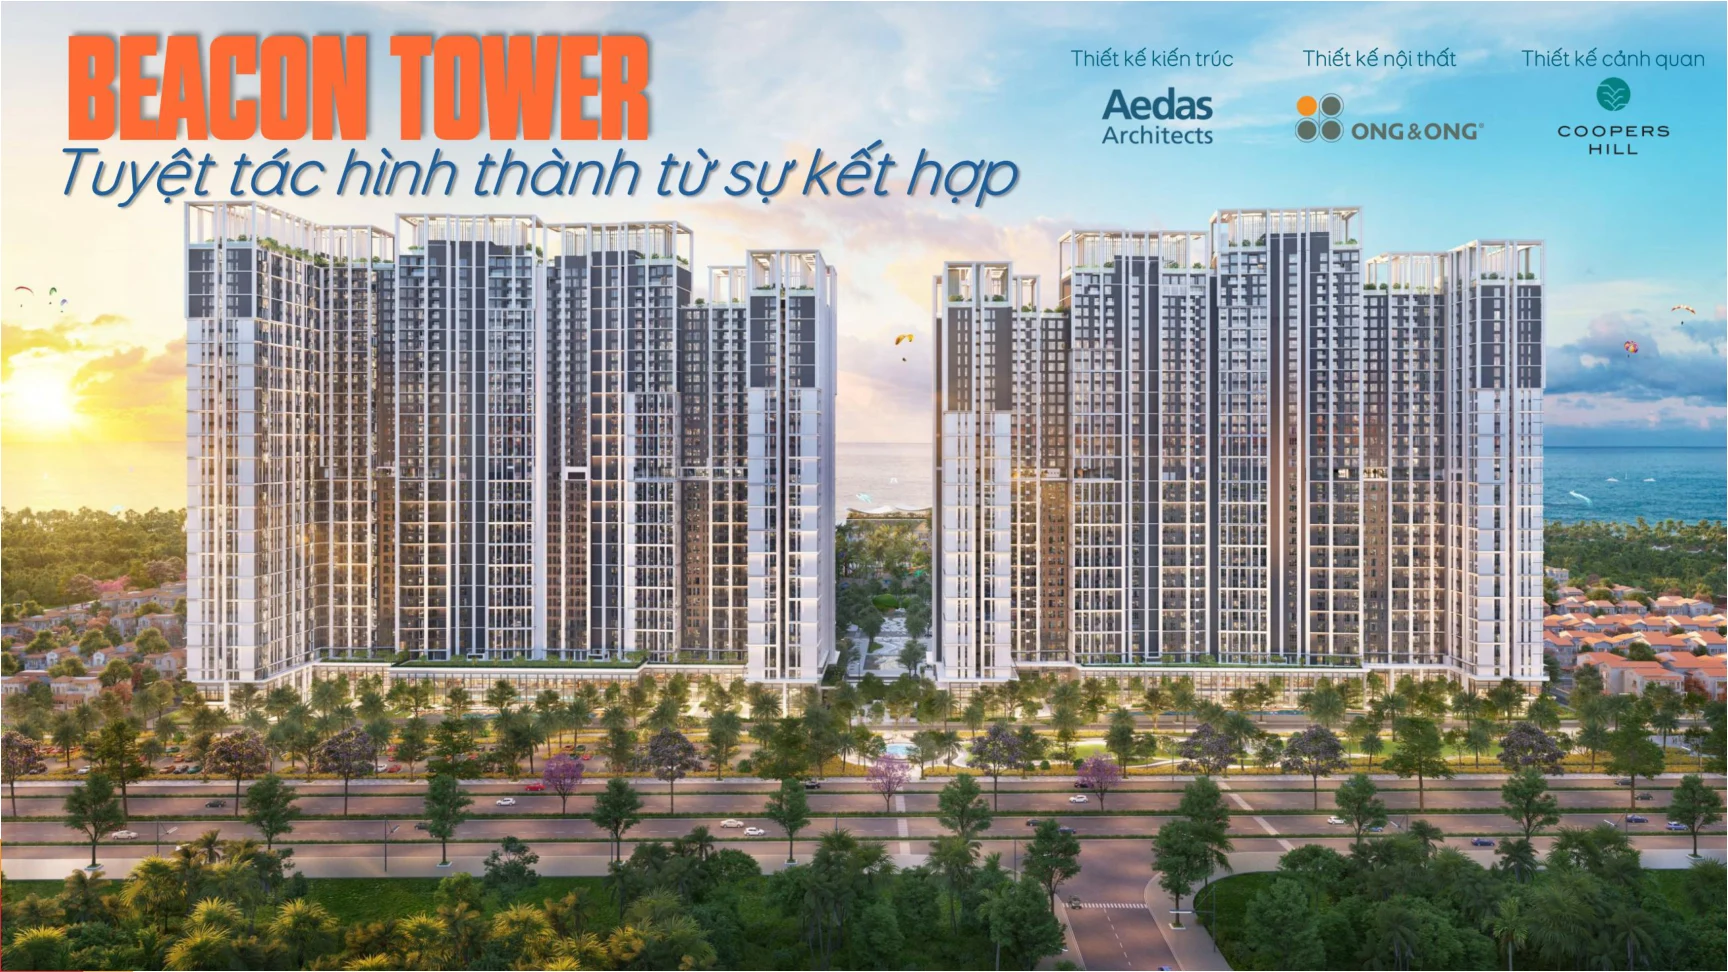 BEACON TOWER
Tuyệt tác hình thành từ sự kết hợp
Thiết kế kiến trúc
Aedas
Architects
Thiết kế nội thất
ONG&ONG®
Thiết kế cảnh quan
COOPERS
HILL